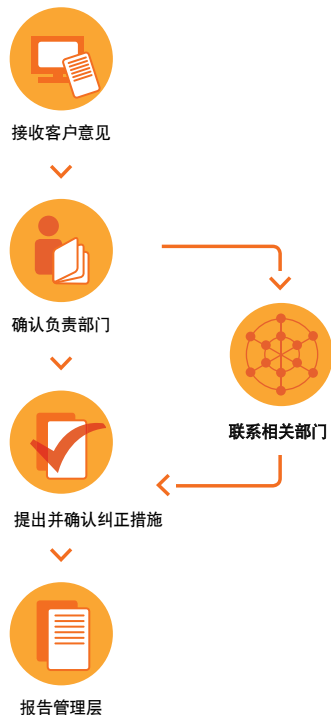 接收客户意见
确认负责部门
联系相关部门
提出并确认纠正措施
报告管理层